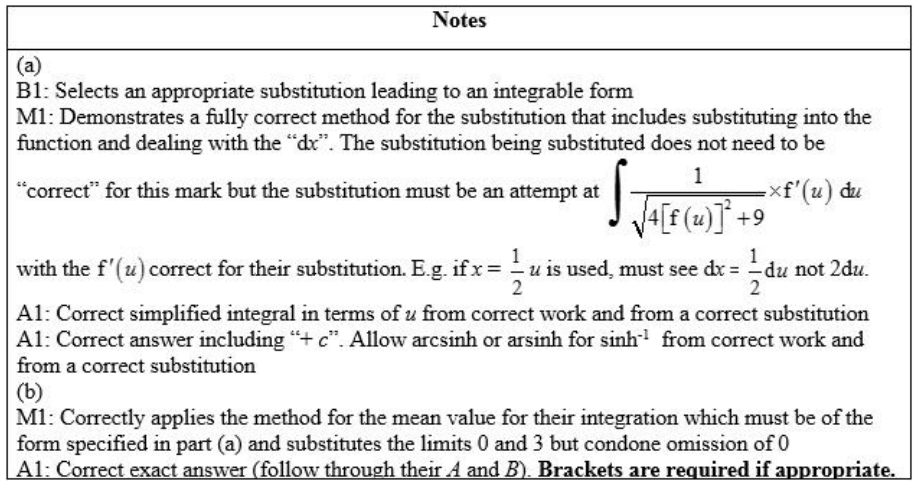 Notes
(a)
B1: Selects an appropriate substitution leading to an integrable form
M1: Demonstrates a fully correct method for the substitution that includes substituting into the
function and dealing with the “dx”. The substitution being substituted does not need to be
“correct” for this mark but the substitution must be an attempt at ∫ 1/√(4[f(u)]² + 9) ×f'(u) du
with the f'(u) correct for their substitution. E.g. if x = 1/2 u is used, must see dx = 1/2 du not 2du.
A1: Correct simplified integral in terms of u from correct work and from a correct substitution
A1: Correct answer including “+ c”. Allow arcsinh or arsinh for sinh⁻¹ from correct work and
from a correct substitution
(b)
M1: Correctly applies the method for the mean value for their integration which must be of the
form specified in part (a) and substitutes the limits 0 and 3 but condone omission of 0
A1: Correct exact answer (follow through their A and B). Brackets are required if appropriate.